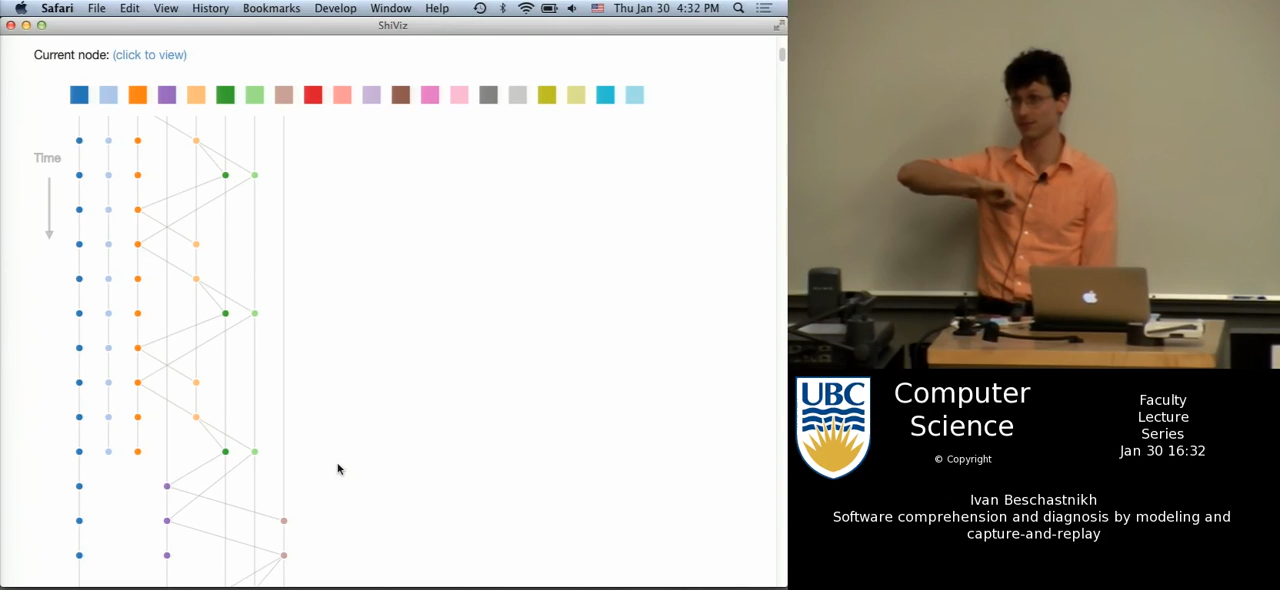 Safari File Edit View History Bookmarks Develop Window Help Thu Jan 30 4:32 PM
ShiViz
Current node: (click to view)
Time
UBC
Computer
Science
© Copyright
Faculty
Lecture
Series
Jan 30 16:32
Ivan Beschastnikh
Software comprehension and diagnosis by modeling and
capture-and-replay